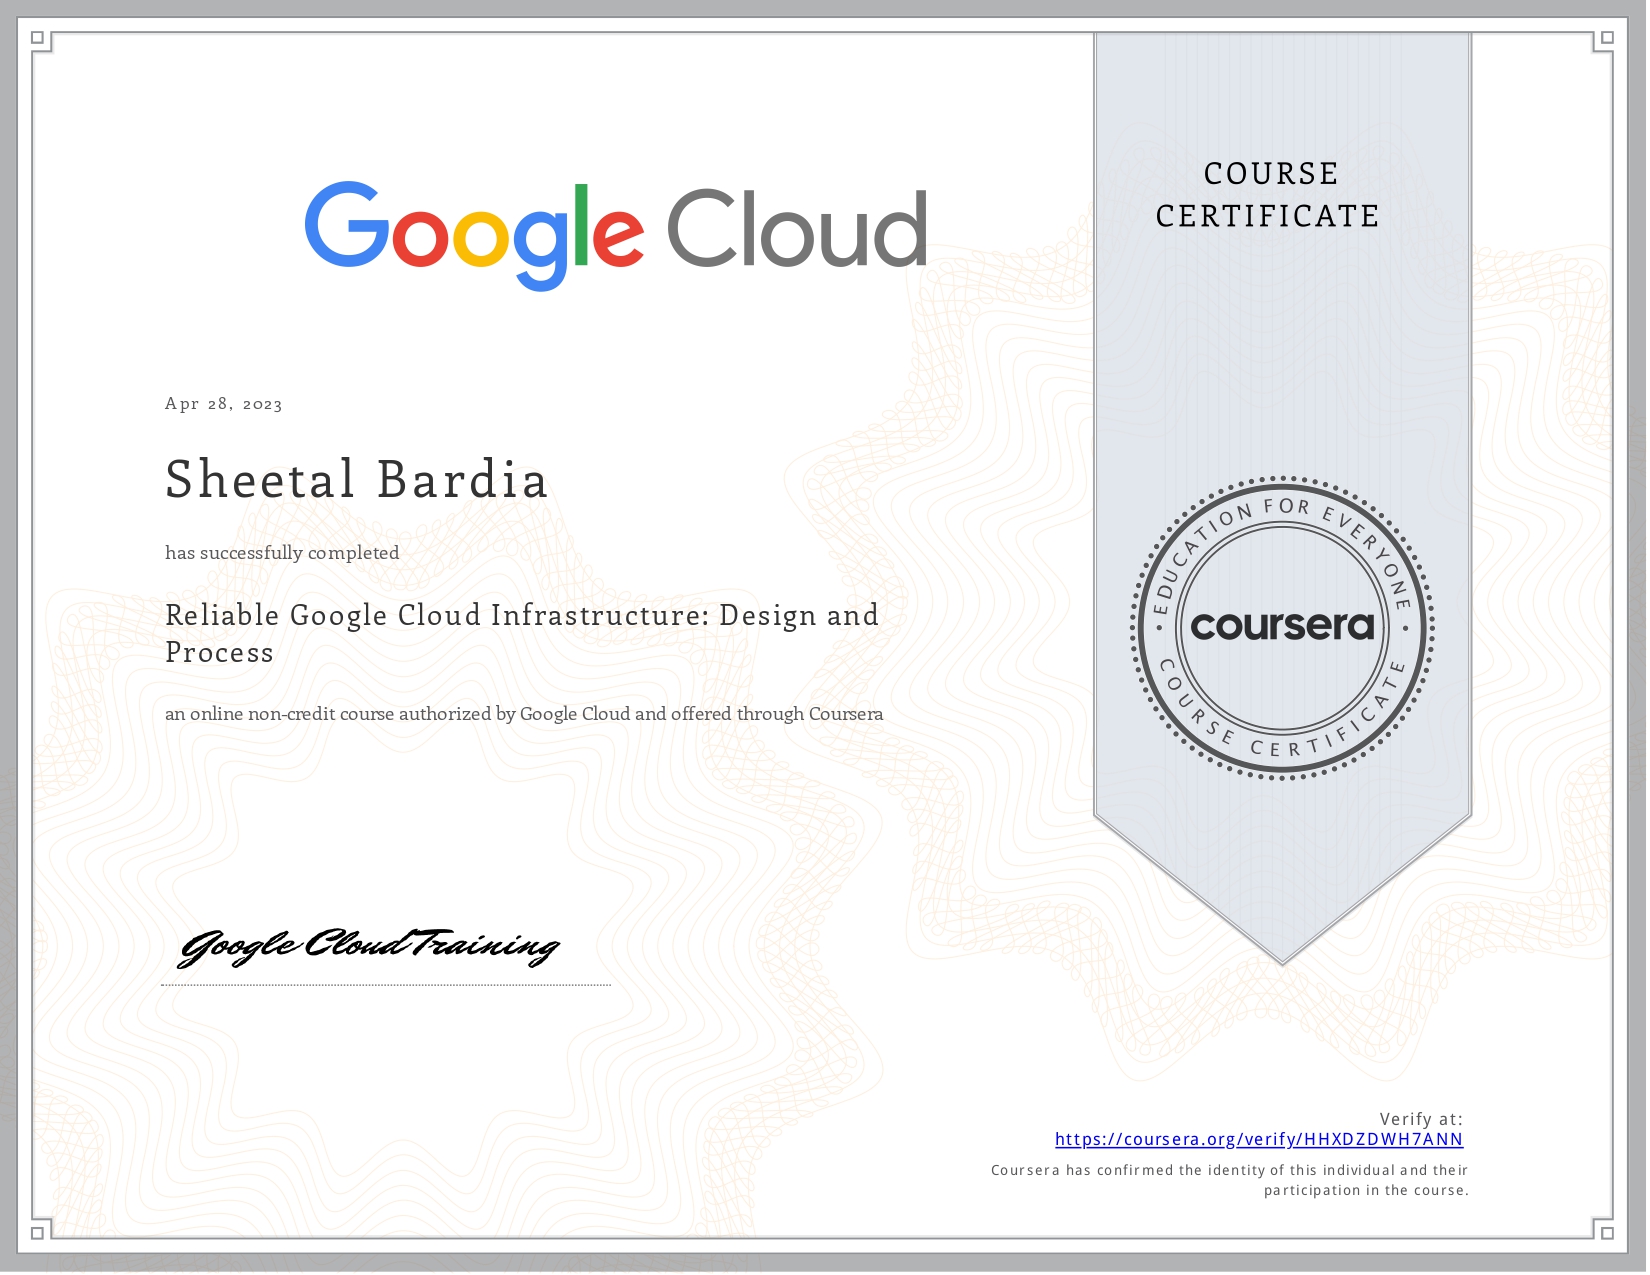 Google Cloud
COURSE
CERTIFICATE
Apr 28, 2023
Sheetal Bardia
has successfully completed
Reliable Google Cloud Infrastructure: Design and
Process
an online non-credit course authorized by Google Cloud and offered through Coursera
EDUCATION FOR EVERYONE
coursera
COURSE CERTIFICATE
Google Cloud Training
Verify at:
https://coursera.org/verify/HHXDZDWH7ANN
Coursera has confirmed the identity of this individual and their
participation in the course.